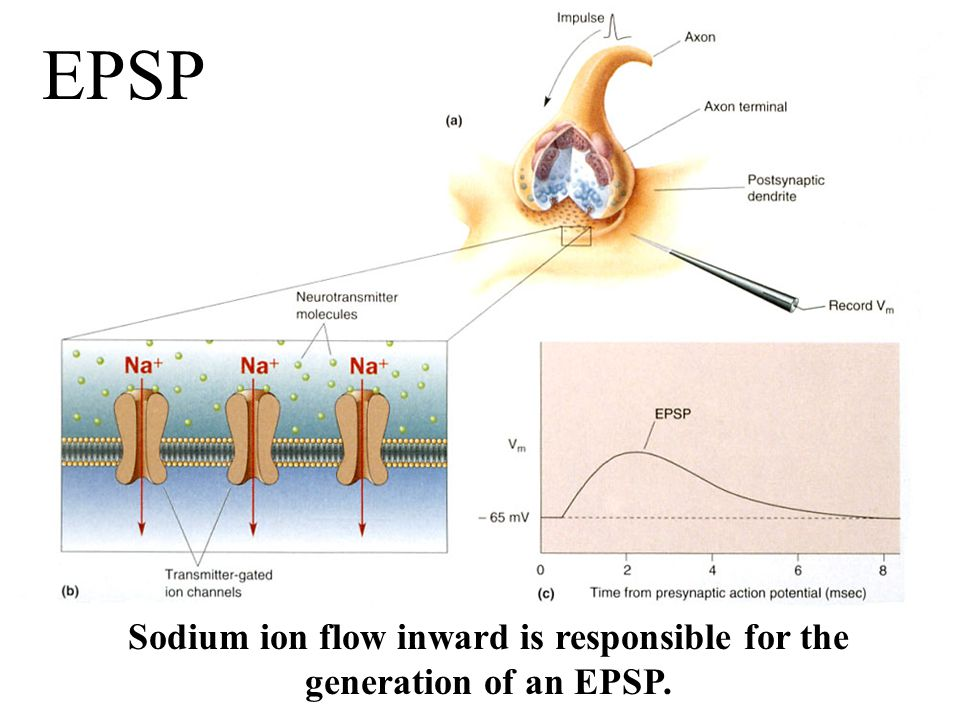 EPSP
Impulse
Axon
(a)
Axon terminal
Postsynaptic
dendrite
Record Vm
Neurotransmitter
molecules
Na+ Na+ Na+
Transmitter-gated
ion channels
(b)
EPSP
Vm
– 65 mV
0 2 4 6 8
(c) Time from presynaptic action potential (msec)
Sodium ion flow inward is responsible for the
generation of an EPSP.